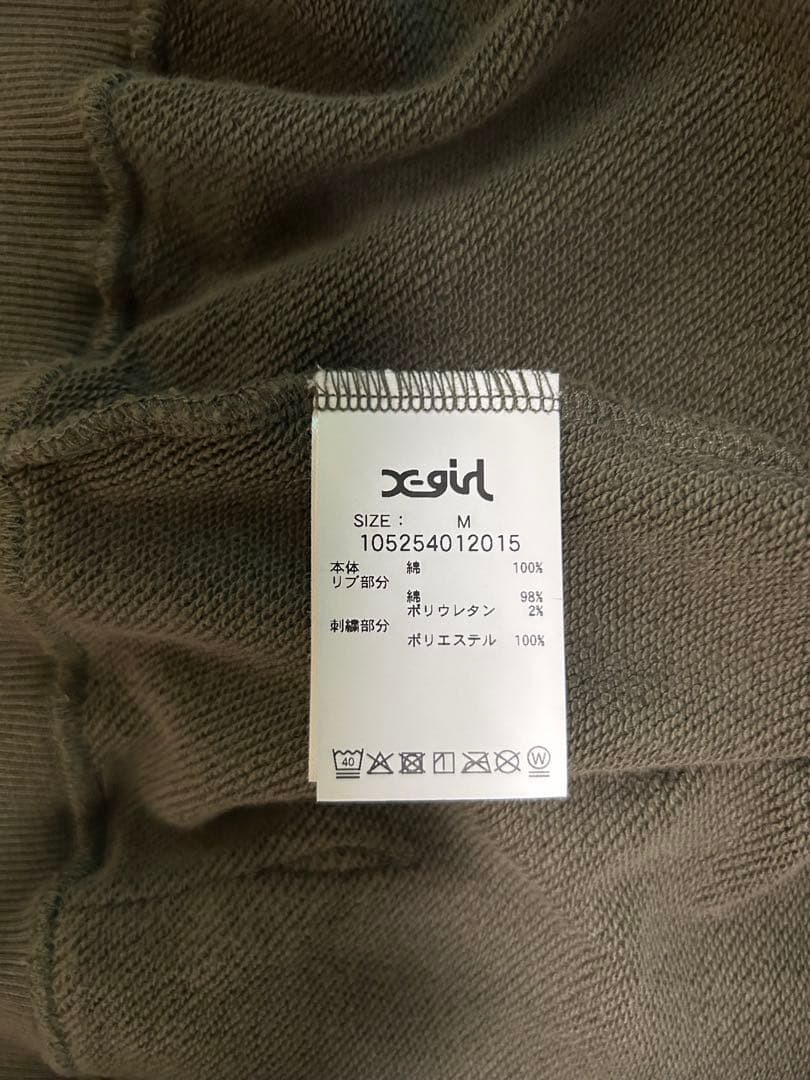 X-girl
SIZE : M
105254012015
本体 綿 100%
リブ部分
綿 98%
ポリウレタン 2%
刺繍部分
ポリエステル 100%
40 W